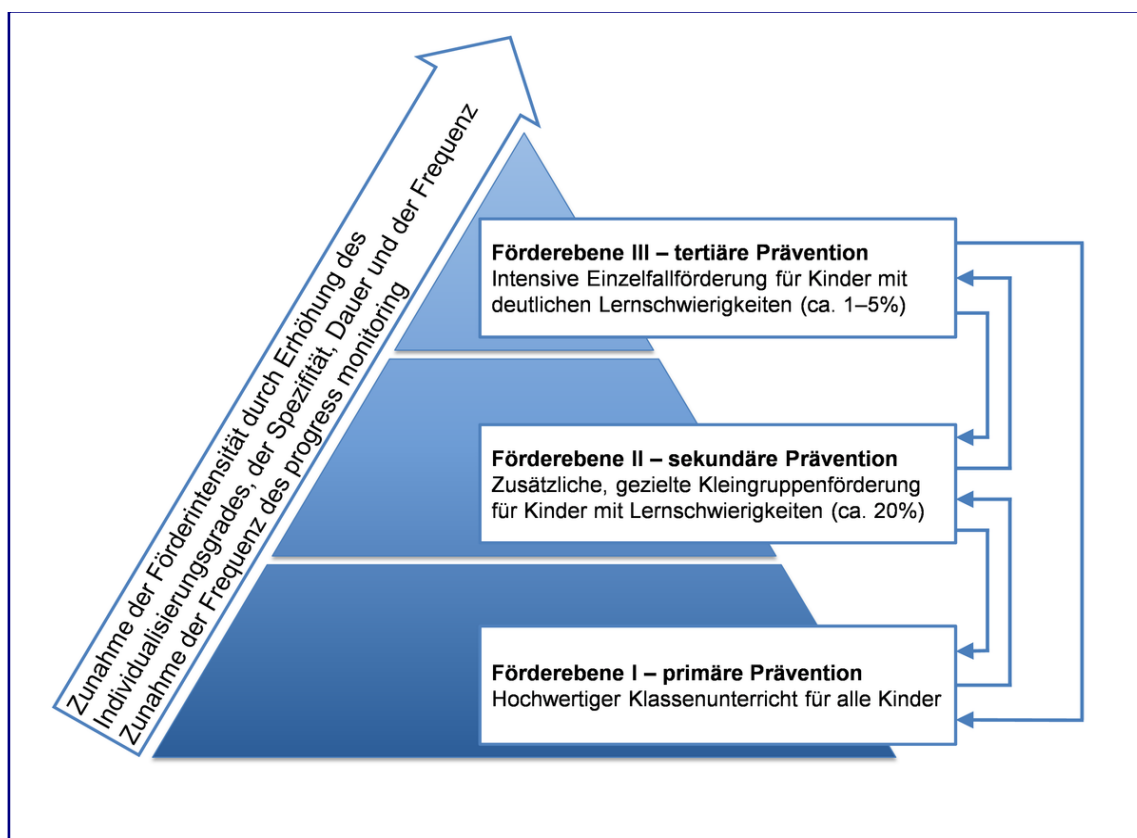 Zunahme der Förderintensität durch Erhöhung des
Individualisierungsgrades, der Spezifität, Dauer und der Frequenz
Zunahme der Frequenz des progress monitoring
Förderebene III – tertiäre Prävention
Intensive Einzelfallförderung für Kinder mit
deutlichen Lernschwierigkeiten (ca. 1–5%)
Förderebene II – sekundäre Prävention
Zusätzliche, gezielte Kleingruppenförderung
für Kinder mit Lernschwierigkeiten (ca. 20%)
Förderebene I – primäre Prävention
Hochwertiger Klassenunterricht für alle Kinder